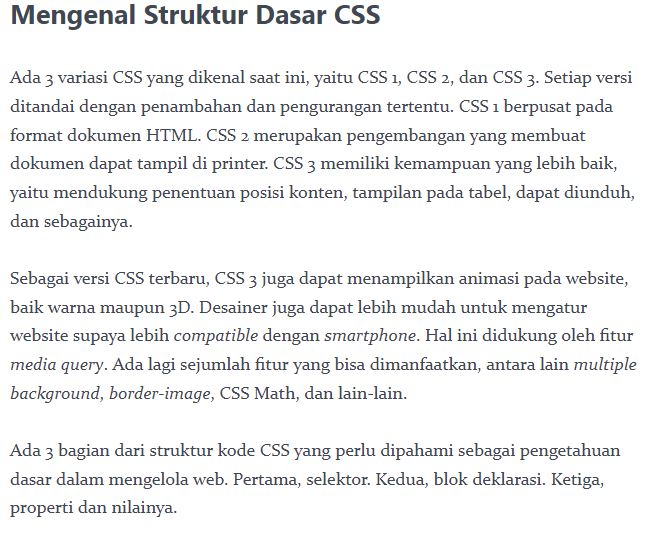 Mengenal Struktur Dasar CSS
Ada 3 variasi CSS yang dikenal saat ini, yaitu CSS 1, CSS 2, dan CSS 3. Setiap versi
ditandai dengan penambahan dan pengurangan tertentu. CSS 1 berpusat pada
format dokumen HTML. CSS 2 merupakan pengembangan yang membuat
dokumen dapat tampil di printer. CSS 3 memiliki kemampuan yang lebih baik,
yaitu mendukung penentuan posisi konten, tampilan pada tabel, dapat diunduh,
dan sebagainya.
Sebagai versi CSS terbaru, CSS 3 juga dapat menampilkan animasi pada website,
baik warna maupun 3D. Desainer juga dapat lebih mudah untuk mengatur
website supaya lebih compatible dengan smartphone. Hal ini didukung oleh fitur
media query. Ada lagi sejumlah fitur yang bisa dimanfaatkan, antara lain multiple
background, border-image, CSS Math, dan lain-lain.
Ada 3 bagian dari struktur kode CSS yang perlu dipahami sebagai pengetahuan
dasar dalam mengelola web. Pertama, selektor. Kedua, blok deklarasi. Ketiga,
properti dan nilainya.